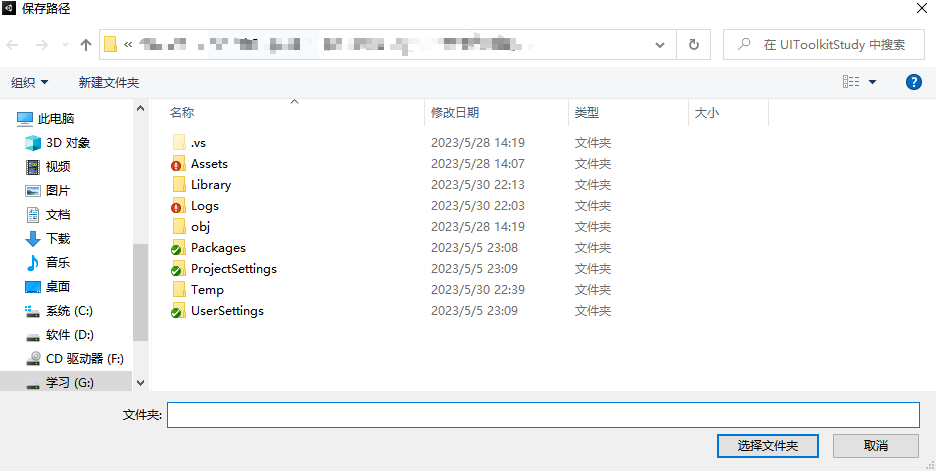 保存路径
« 
在 UIToolkitStudy 中搜索
组织 新建文件夹
?
名称 修改日期 类型 大小
此电脑
3D 对象
视频
图片
文档
下载
音乐
桌面
系统 (C:)
软件 (D:)
CD 驱动器 (F:)
学习 (G:)
.vs 2023/5/28 14:19 文件夹
Assets 2023/5/28 14:07 文件夹
Library 2023/5/30 22:13 文件夹
Logs 2023/5/30 22:03 文件夹
obj 2023/5/28 14:19 文件夹
Packages 2023/5/5 23:08 文件夹
ProjectSettings 2023/5/5 23:09 文件夹
Temp 2023/5/30 22:39 文件夹
UserSettings 2023/5/5 23:09 文件夹
文件夹:
选择文件夹 取消